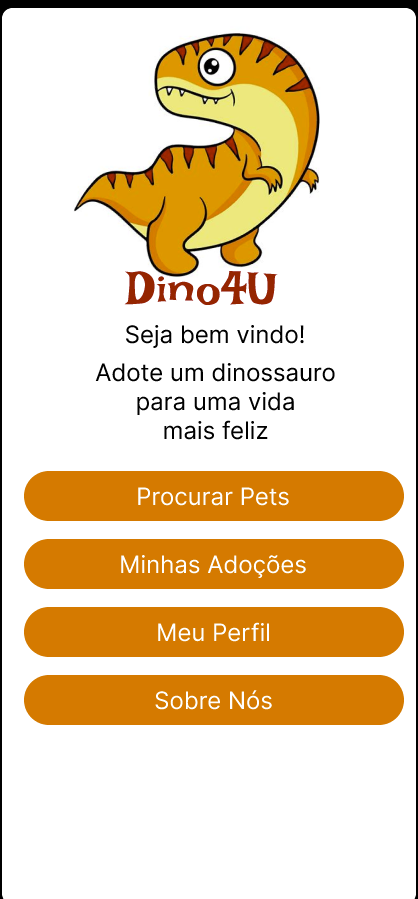 Dino4U
Seja bem vindo!
Adote um dinossauro
para uma vida
mais feliz
Procurar Pets
Minhas Adoções
Meu Perfil
Sobre Nós